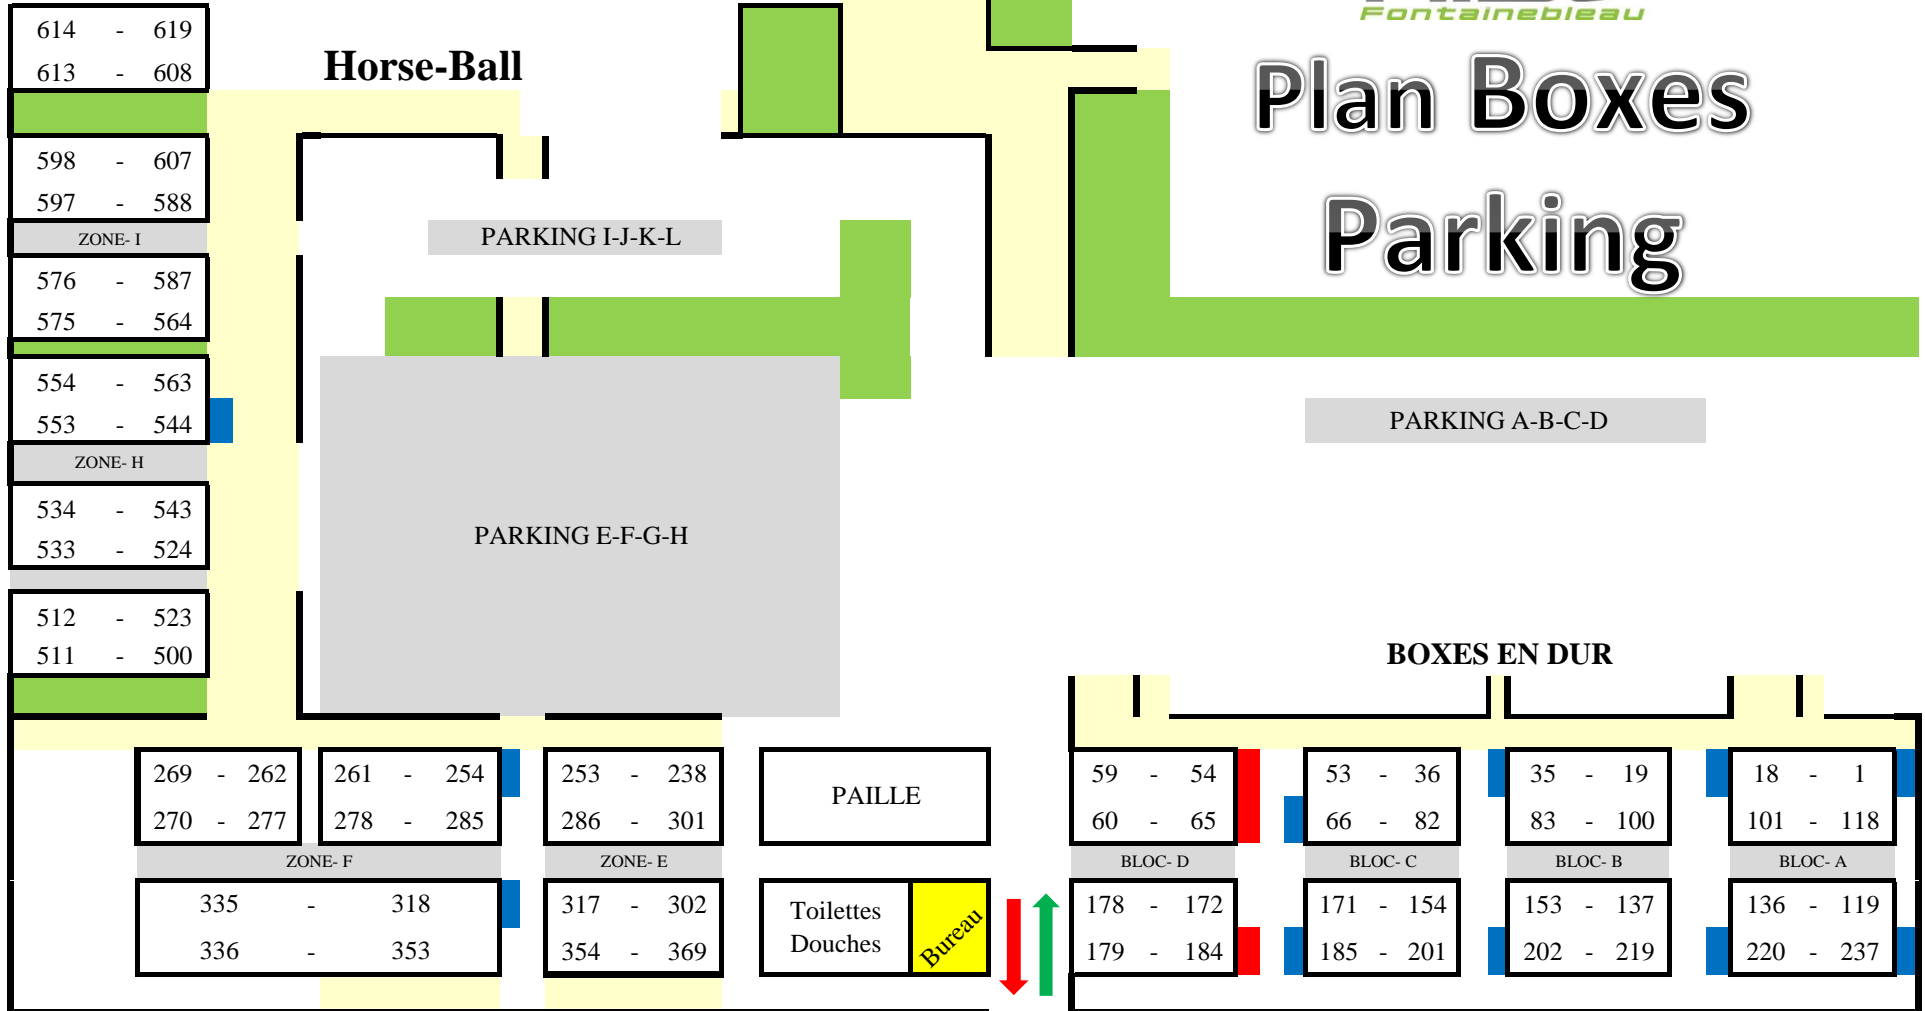 Fontainebleau
Plan Boxes
Parking
Horse-Ball
614 - 619
613 - 608
598 - 607
597 - 588
ZONE- I
576 - 587
575 - 564
554 - 563
553 - 544
ZONE- H
534 - 543
533 - 524
512 - 523
511 - 500
PARKING I-J-K-L
PARKING E-F-G-H
PARKING A-B-C-D
BOXES EN DUR
269 - 262
270 - 277
261 - 254
278 - 285
ZONE- F
335 - 318
336 - 353
253 - 238
286 - 301
ZONE- E
317 - 302
354 - 369
PAILLE
Toilettes
Douches
Bureau
59 - 54
60 - 65
BLOC- D
178 - 172
179 - 184
53 - 36
66 - 82
BLOC- C
171 - 154
185 - 201
35 - 19
83 - 100
BLOC- B
153 - 137
202 - 219
18 - 1
101 - 118
BLOC- A
136 - 119
220 - 237